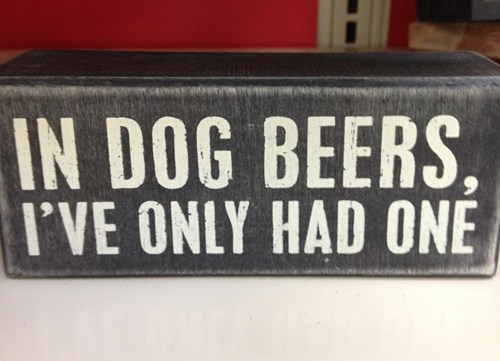 IN DOG BEERS,
I'VE ONLY HAD ONE